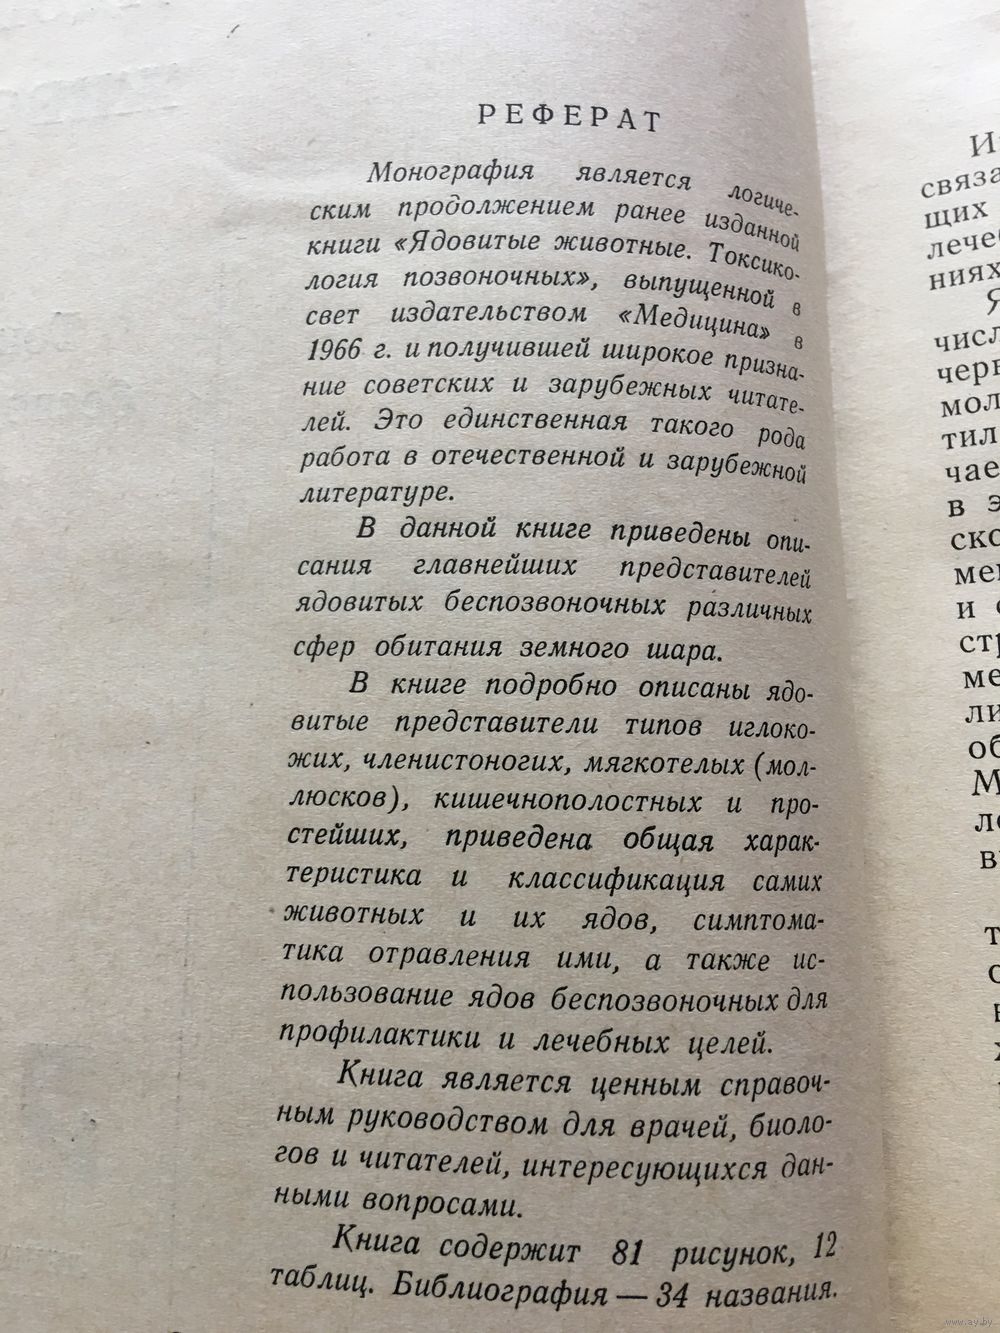 РЕФЕРАТ
Монография является логиче-
ским продолжением ранее изданной
книги «Ядовитые животные. Токсико-
логия позвоночных», выпущенной в
свет издательством «Медицина» в
1966 г. и получившей широкое призна-
ние советских и зарубежных читате-
лей. Это единственная такого рода
работа в отечественной и зарубежной
литературе.
В данной книге приведены опи-
сания главнейших представителей
ядовитых беспозвоночных различных
сфер обитания земного шара.
В книге подробно описаны ядо-
витые представители типов иглоко-
жих, членистоногих, мягкотелых (мол-
люсков), кишечнополостных и про-
стейших, приведена общая харак-
теристика и классификация самих
животных и их ядов, симптома-
тика отравления ими, а также ис-
пользование ядов беспозвоночных для
профилактики и лечебных целей.
Книга является ценным справоч-
ным руководством для врачей, биоло-
гов и читателей, интересующихся дан-
ными вопросами.
Книга содержит 81 рисунок, 12
таблиц. Библиография — 34 названия.
www.ay.by